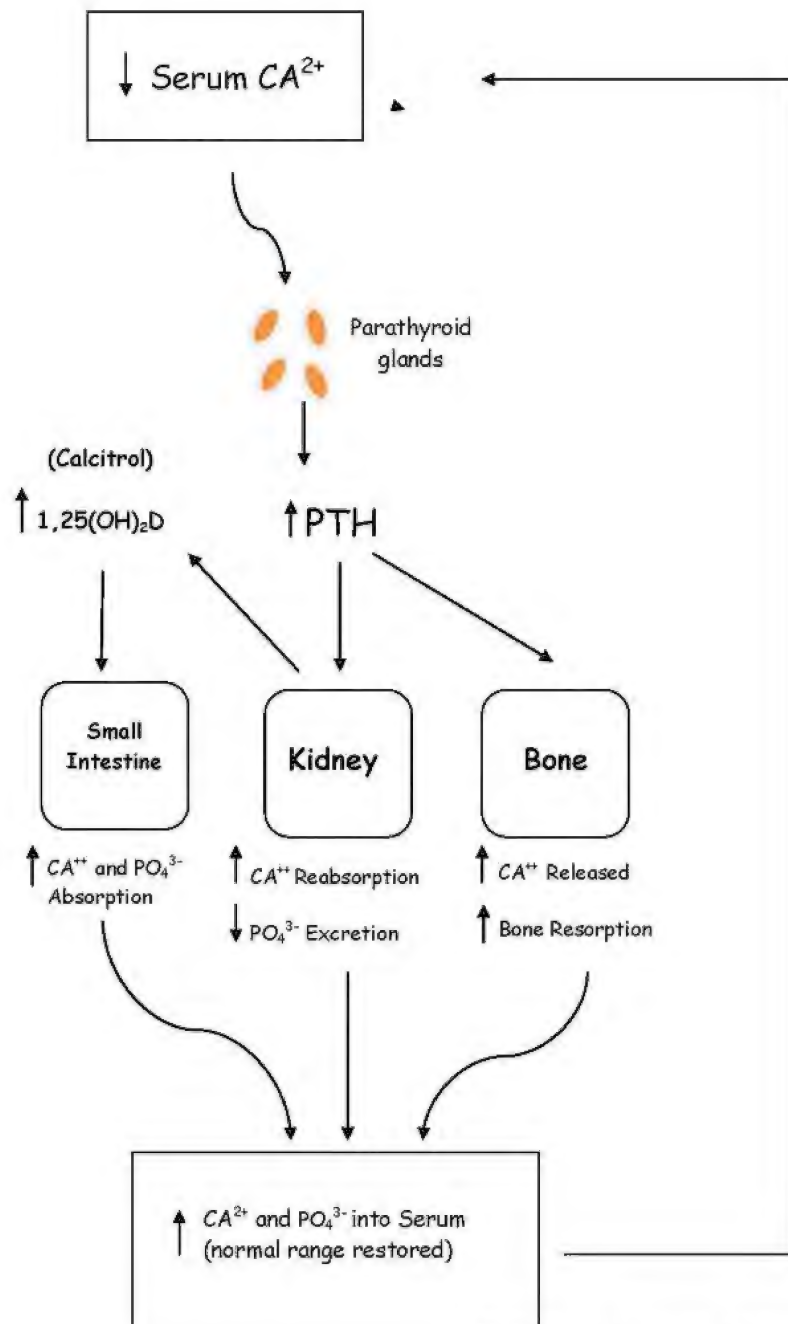 ↓ Serum CA²⁺
Parathyroid
glands
(Calcitrol)
↑ 1,25(OH)₂D
↑ PTH
Small
Intestine
Kidney
Bone
↑ CA⁺⁺ and PO₄³⁻
Absorption
↑ CA⁺⁺ Reabsorption
↓ PO₄³⁻ Excretion
↑ CA⁺⁺ Released
↑ Bone Resorption
↑ CA²⁺ and PO₄³⁻ into Serum
(normal range restored)